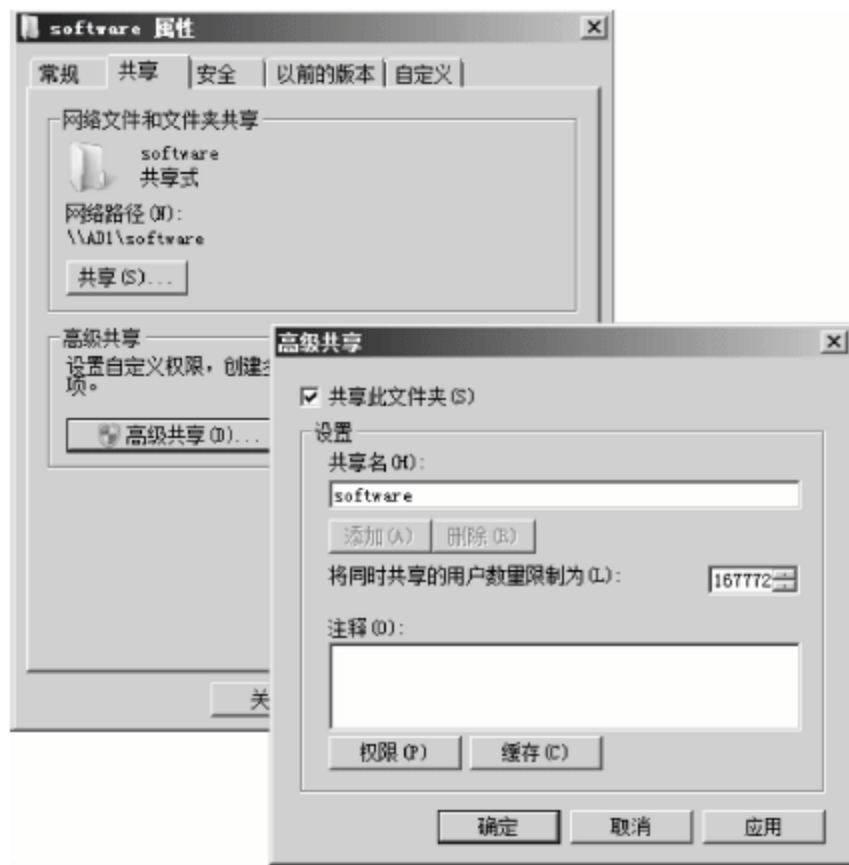 software 属性
常规 共享 安全 以前的版本 自定义
网络文件和文件夹共享
software
共享式
网络路径(N):
\\AD1\software
共享(S)...
高级共享
设置自定义权限，创建
项。
高级共享(D)...
关
高级共享
共享此文件夹(S)
设置
共享名(H):
software
添加(A) 删除(R)
将同时共享的用户数量限制为(L): 167772
注释(O):
权限(P) 缓存(C)
确定 取消 应用